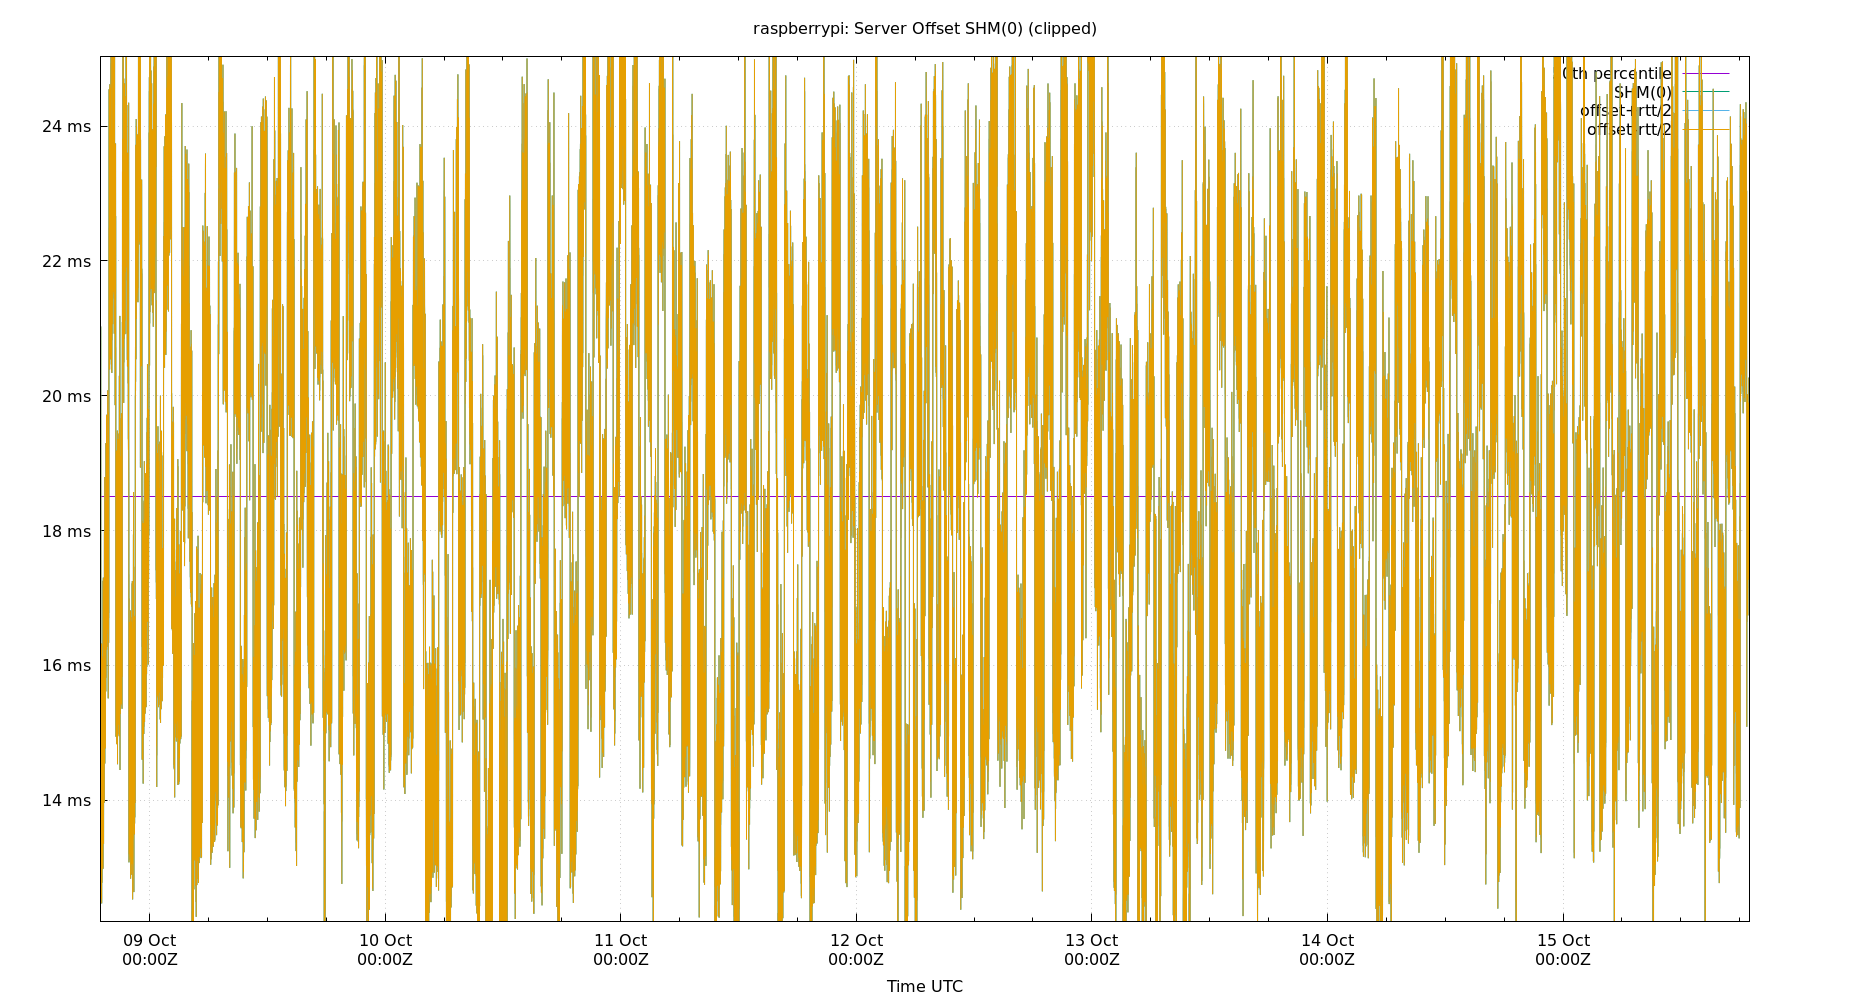 raspberrypi: Server Offset SHM(0) (clipped)
0th percentile
SHM(0)
offset+rtt/2
offset-rtt/2
24 ms
22 ms
20 ms
18 ms
16 ms
14 ms
09 Oct 10 Oct 11 Oct 12 Oct 13 Oct 14 Oct 15 Oct
00:00Z 00:00Z 00:00Z 00:00Z 00:00Z 00:00Z 00:00Z
Time UTC